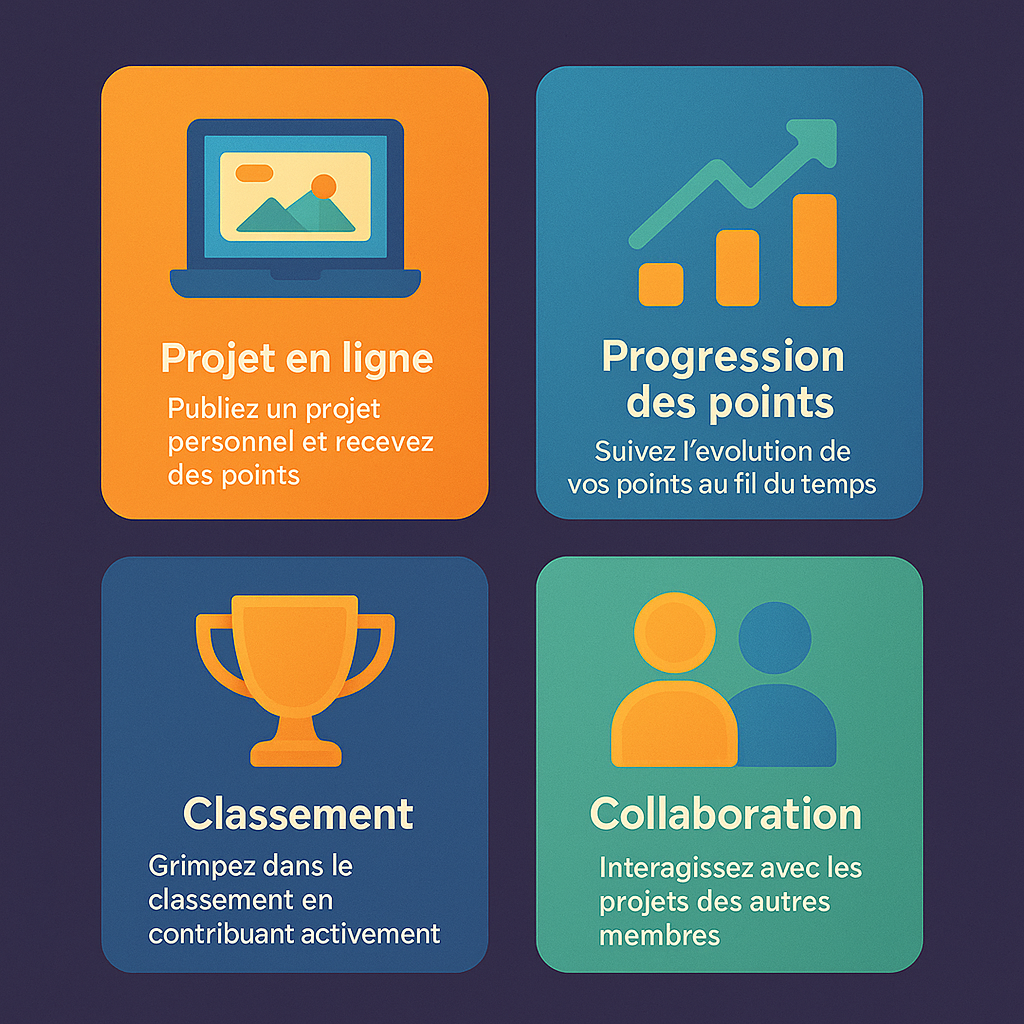 Projet en ligne
Publiez un projet
personnel et recevez
des points
Progression
des points
Suivez l'evolution de
vos points au fil du temps
Classement
Grimpez dans le
classement en
contribuant activement
Collaboration
Interagissez avec les
projets des autres
membres